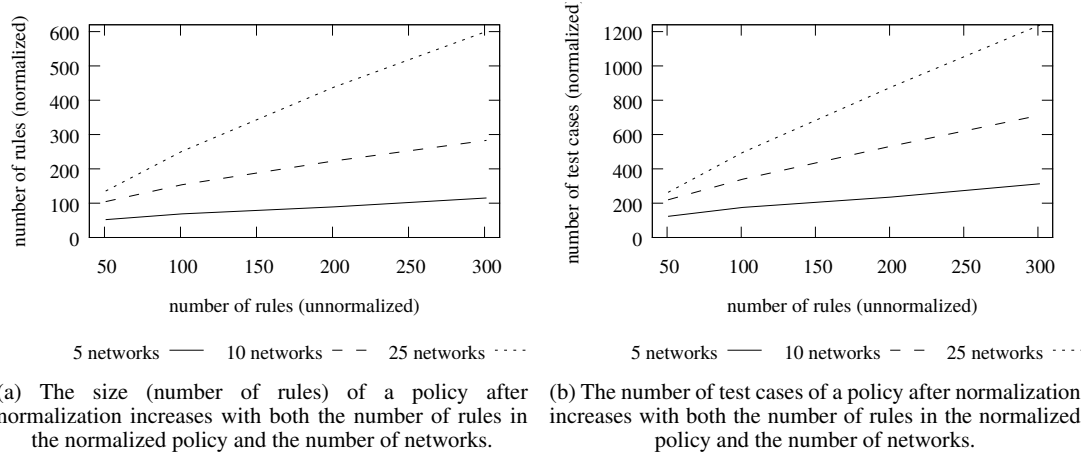 number of rules (normalized)
600
500
400
300
200
100
0
50 100 150 200 250 300
number of rules (unnormalized)
5 networks 10 networks 25 networks
(a) The size (number of rules) of a policy after
normalization increases with both the number of rules in
the normalized policy and the number of networks.
number of test cases (normalized)
1200
1000
800
600
400
200
0
50 100 150 200 250 300
number of rules (unnormalized)
5 networks 10 networks 25 networks
(b) The number of test cases of a policy after normalization
increases with both the number of rules in the normalized
policy and the number of networks.